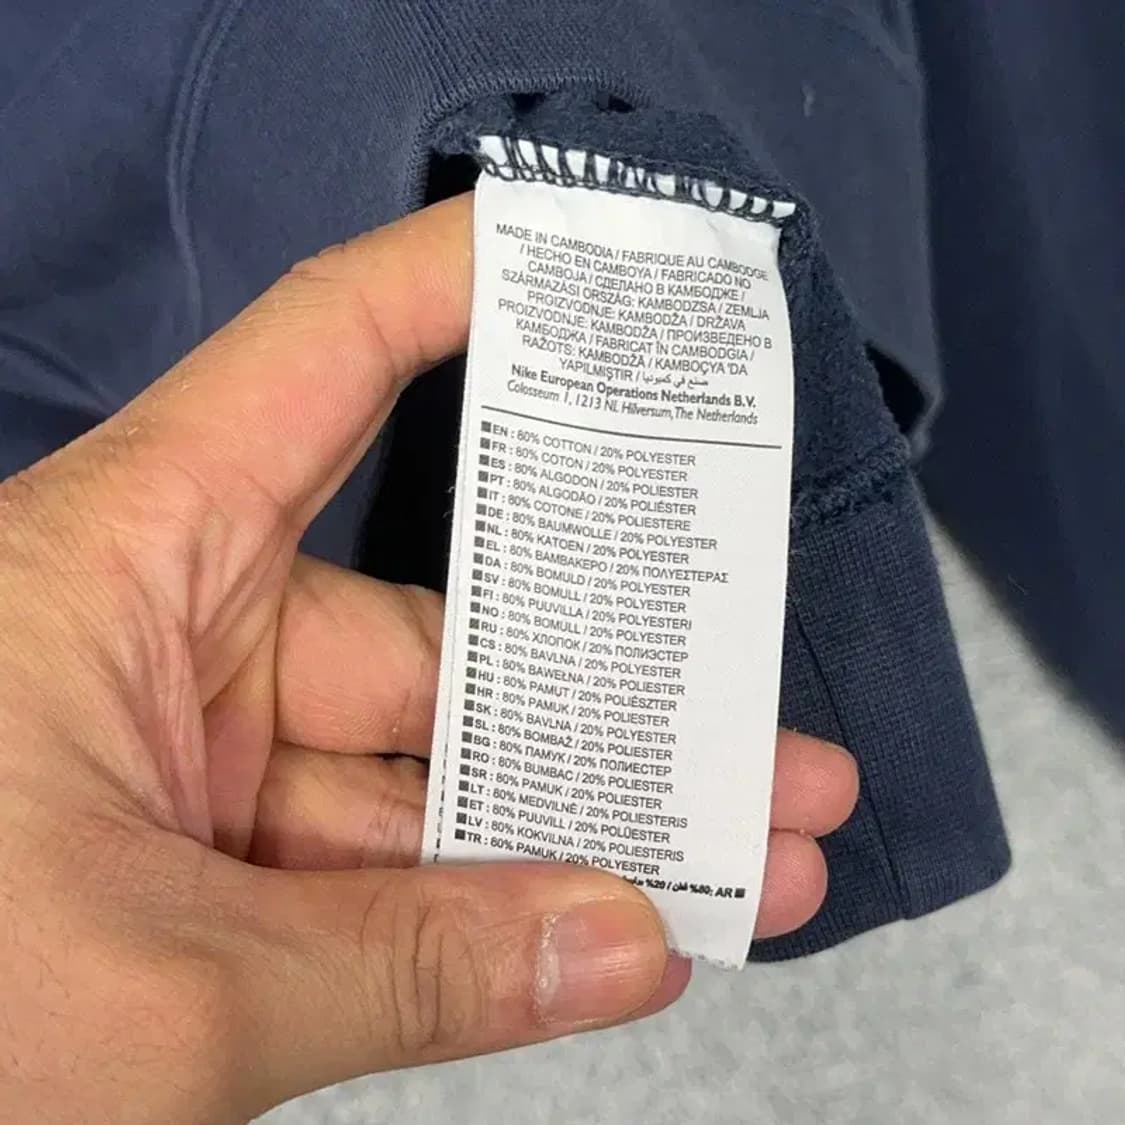 MADE IN CAMBODIA / FABRIQUE AU CAMBODGE
/ HECHO EN CAMBOYA / FABRICADO NO
CAMBOJA / СДЕЛАНО В КАМБОДЖЕ /
SZÁRMAZÁSI ORSZÁG: KAMBODZSA / ZEMLJA
PROIZVODNJE: KAMBODŽA / DRŽAVA
PROIZVODNJE: KAMBODŽA / ПРОИЗВЕДЕНО В
КАМБОДЖА / FABRICAT ÎN CAMBODGIA /
RAŽOTS: KAMBODŽĀ / KAMBOÇYA 'DA
YAPILMIŞTIR / صنع في كمبوديا
Nike European Operations Netherlands B.V.
Colosseum 1, 1213 NL Hilversum, The Netherlands
EN : 80% COTTON / 20% POLYESTER
FR : 80% COTON / 20% POLYESTER
ES : 80% ALGODON / 20% POLIESTER
PT : 80% ALGODÃO / 20% POLIÉSTER
IT : 80% COTONE / 20% POLIESTERE
DE : 80% BAUMWOLLE / 20% POLYESTER
NL : 80% KATOEN / 20% POLYESTER
EL : 80% ΒΑΜΒΑΚΕΡΟ / 20% ΠΟΛΥΕΣΤΕΡΑΣ
DA : 80% BOMULD / 20% POLYESTER
SV : 80% BOMULL / 20% POLYESTER
FI : 80% PUUVILLA / 20% POLYESTERI
NO : 80% BOMULL / 20% POLYESTER
RU : 80% ХЛОПОК / 20% ПОЛИЭСТЕР
CS : 80% BAVLNA / 20% POLYESTER
PL : 80% BAWEŁNA / 20% POLIESTER
HU : 80% PAMUT / 20% POLIÉSZTER
HR : 80% PAMUK / 20% POLIESTER
SK : 80% BAVLNA / 20% POLYESTER
SL : 80% BOMBAŽ / 20% POLIESTER
BG : 80% ПАМУК / 20% ПОЛИЕСТЕР
RO : 80% BUMBAC / 20% POLIESTER
SR : 80% PAMUK / 20% POLIESTER
LT : 80% MEDVILNĖ / 20% POLIESTERIS
ET : 80% PUUVILL / 20% POLÜESTER
LV : 80% KOKVILNA / 20% POLIESTERIS
TR : 80% PAMUK / 20% POLYESTER
AR :80% قطن / 20%